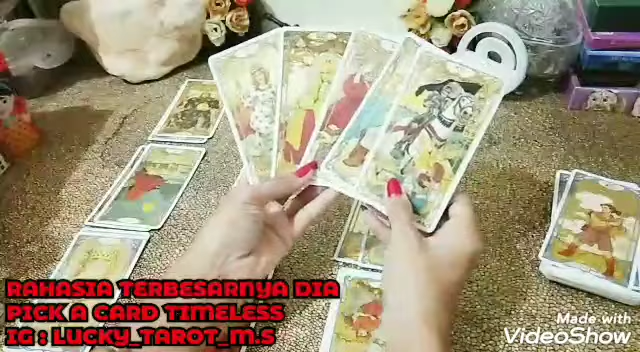 RAHASIA TERBESARNYA DIA
PICK A CARD TIMELESS
IG : LUCKY_TAROT_M.S
Made with
VideoShow